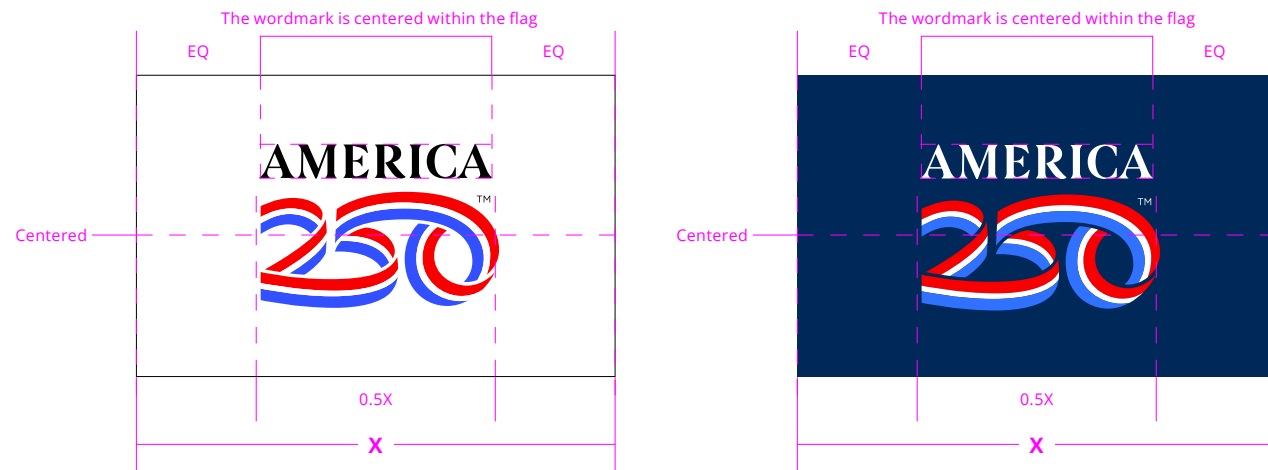 The wordmark is centered within the flag
EQ
EQ
AMERICA
250
TM
Centered
0.5X
X
The wordmark is centered within the flag
EQ
EQ
AMERICA
250
TM
Centered
0.5X
X